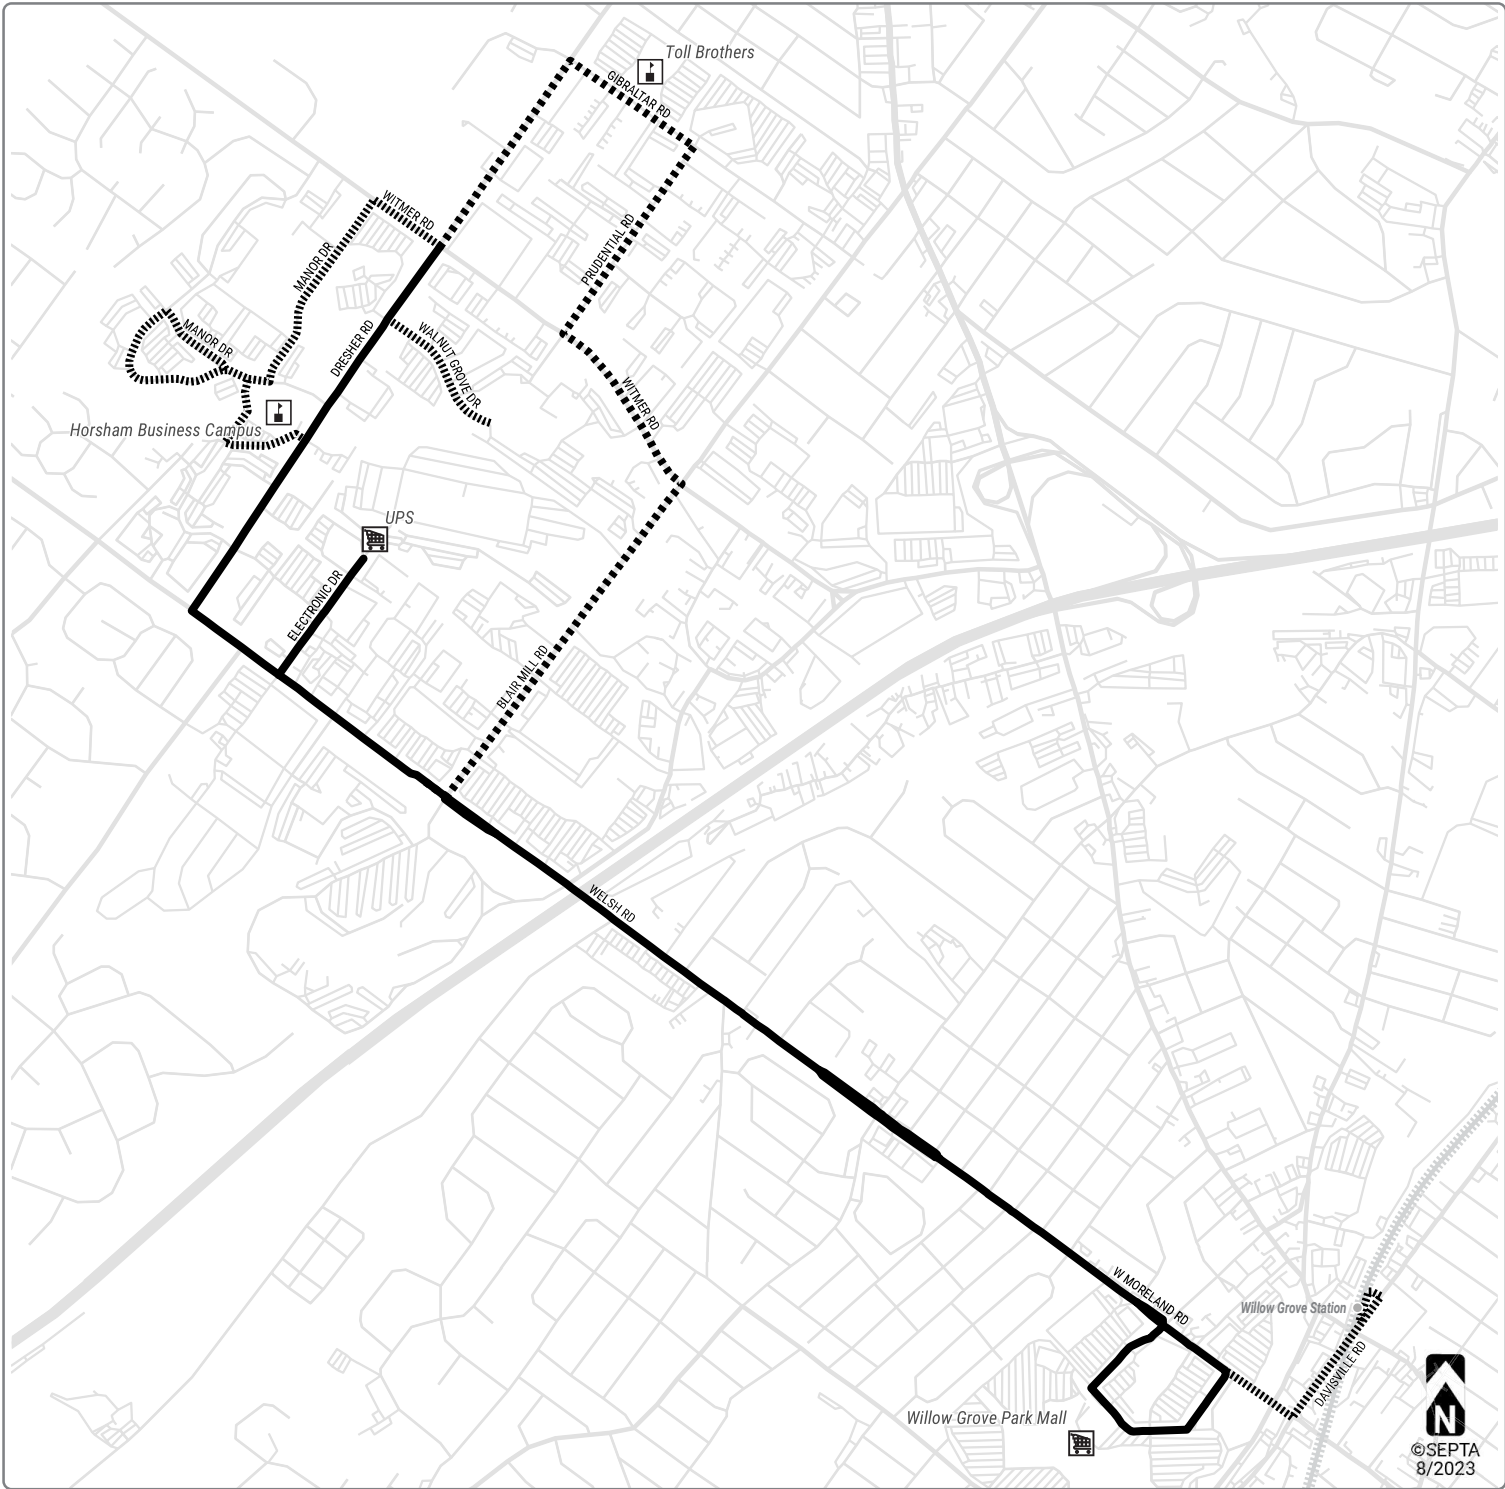 Toll Brothers
GIBRALTAR RD
WITMER RD
PRUDENTIAL RD
MANOR DR
MANOR DR
DRESHER RD
WALNUT GROVE DR
WITMER RD
Horsham Business Campus
UPS
ELECTRONIC DR
BLAIR MILL RD
WELSH RD
W MORELAND RD
Willow Grove Station
DAVISVILLE RD
Willow Grove Park Mall
N
©SEPTA
8/2023